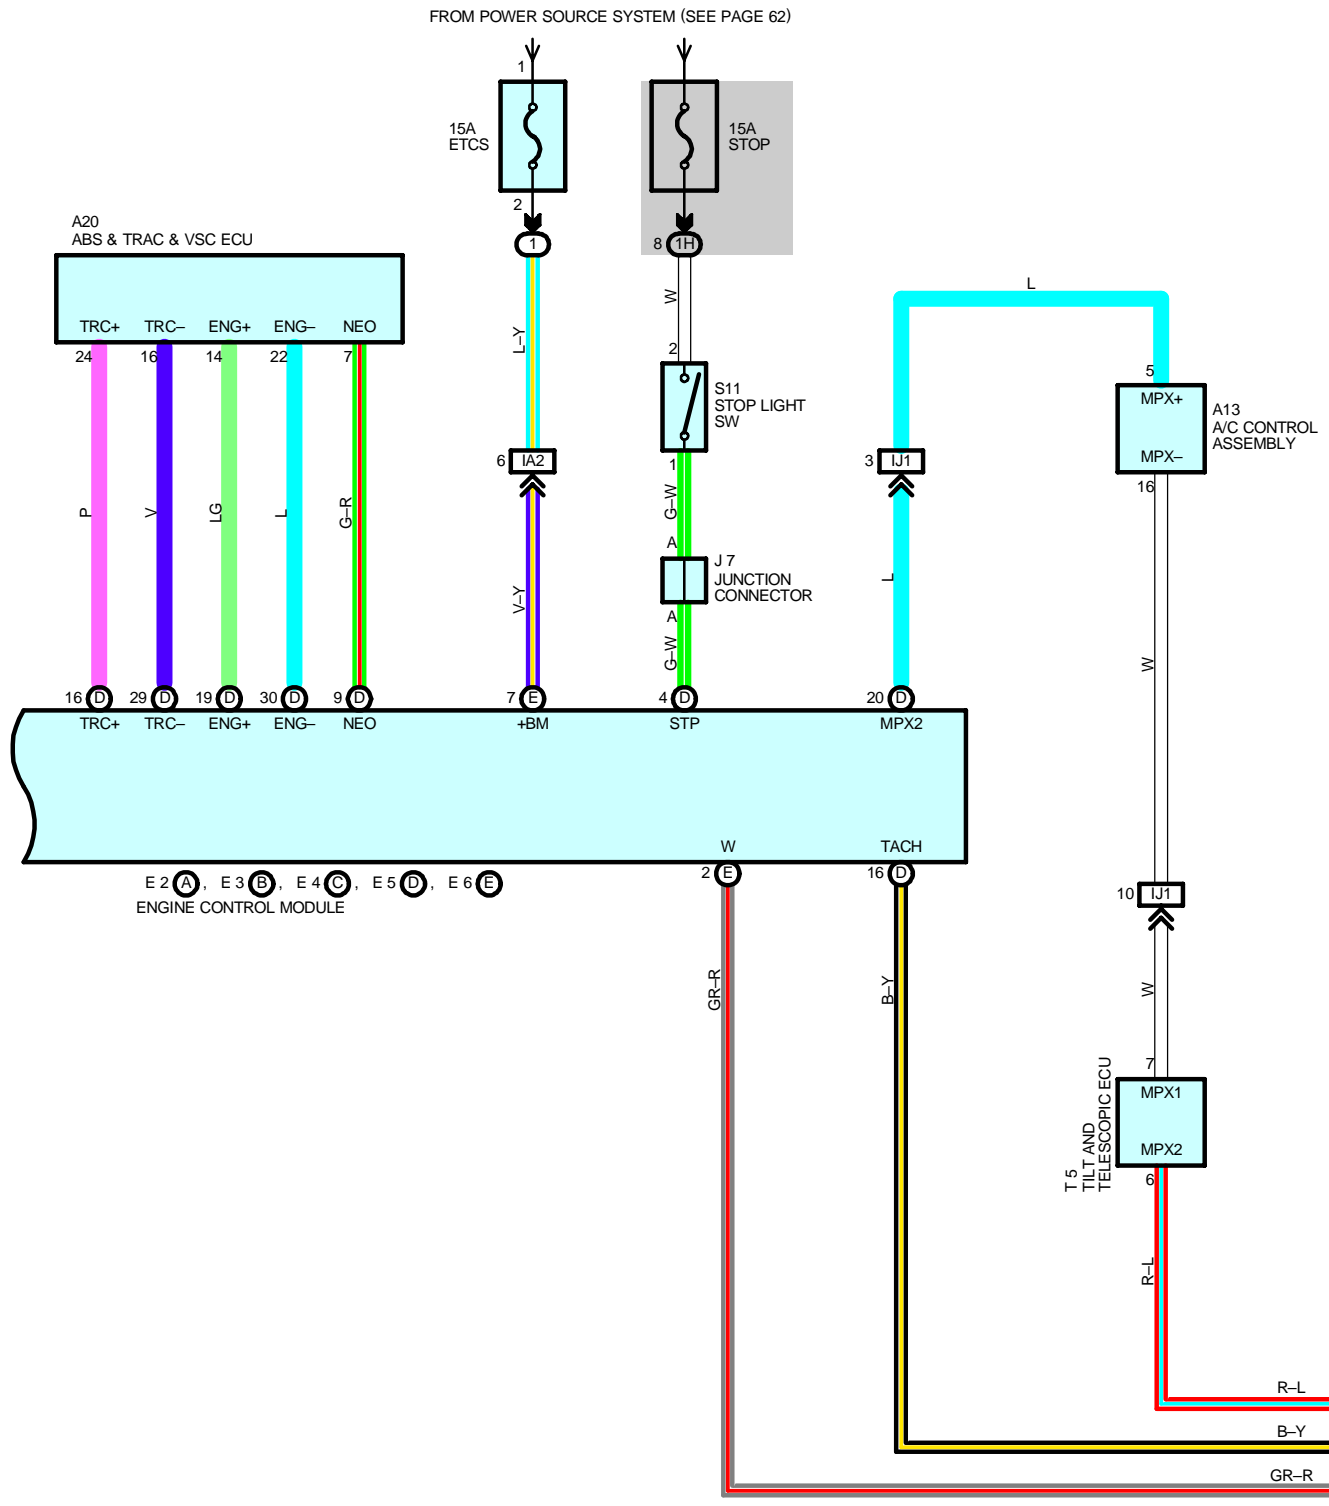 FROM POWER SOURCE SYSTEM (SEE PAGE 62)
1
15A
ETCS
15A
STOP
2
1
8 1H
A20
ABS & TRAC & VSC ECU
TRC+ TRC– ENG+ ENG– NEO
24 16 14 22 7
L–Y
W
2
S11
STOP LIGHT
SW
1
L
5
MPX+
A13
A/C CONTROL
ASSEMBLY
MPX–
16
6 IA2
3 IJ1
P
V
LG
L
G–R
V–Y
G–W
A
J 7
JUNCTION
CONNECTOR
A
G–W
L
W
16 D 29 D 19 D 30 D 9 D 7 E 4 D 20 D
TRC+ TRC– ENG+ ENG– NEO +BM STP MPX2
W TACH
2 E 16 D
E 2 A , E 3 B , E 4 C , E 5 D , E 6 E
ENGINE CONTROL MODULE
10 IJ1
GR–R
B–Y
W
7
MPX1
MPX2
T 5
TILT AND
TELESCOPIC ECU
6
R–L
R–L
B–Y
GR–R